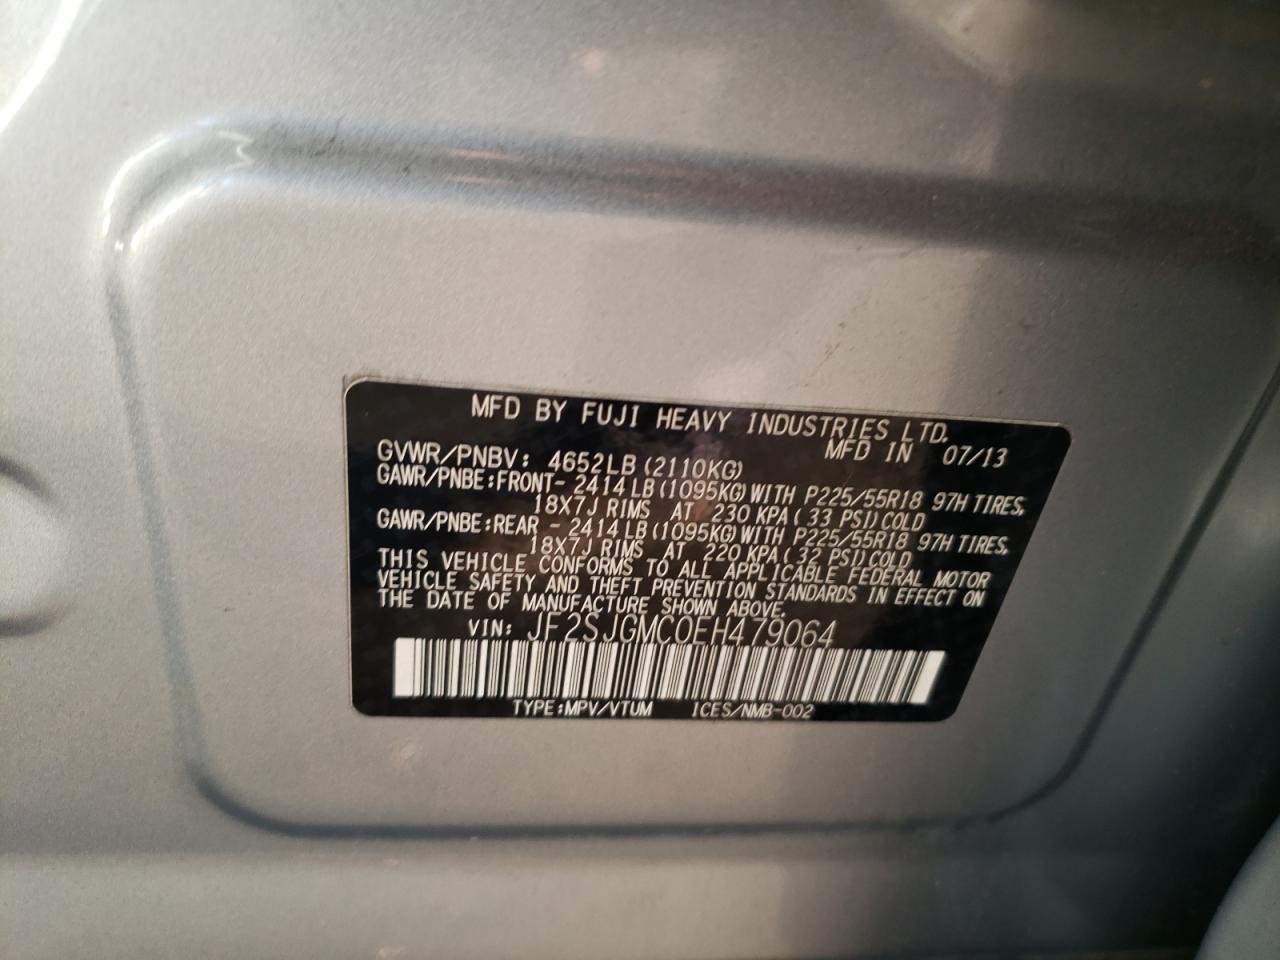 MFD BY FUJI HEAVY INDUSTRIES LTD.
MFD IN 07/13
GVWR/PNBV: 4652LB (2110KG)
GAWR/PNBE:FRONT- 2414 LB (1095KG) WITH P225/55R18 97H TIRES,
18X7J RIMS AT 230 KPA ( 33 PSI) COLD
GAWR/PNBE:REAR - 2414 LB (1095KG) WITH P225/55R18 97H TIRES,
18X7J RIMS AT 220 KPA ( 32 PSI) COLD
THIS VEHICLE CONFORMS TO ALL APPLICABLE FEDERAL MOTOR
VEHICLE SAFETY AND THEFT PREVENTION STANDARDS IN EFFECT ON
THE DATE OF MANUFACTURE SHOWN ABOVE.
VIN: JF2SJGMC0EH479064
TYPE:MPV/VTUM ICES/NMB-002